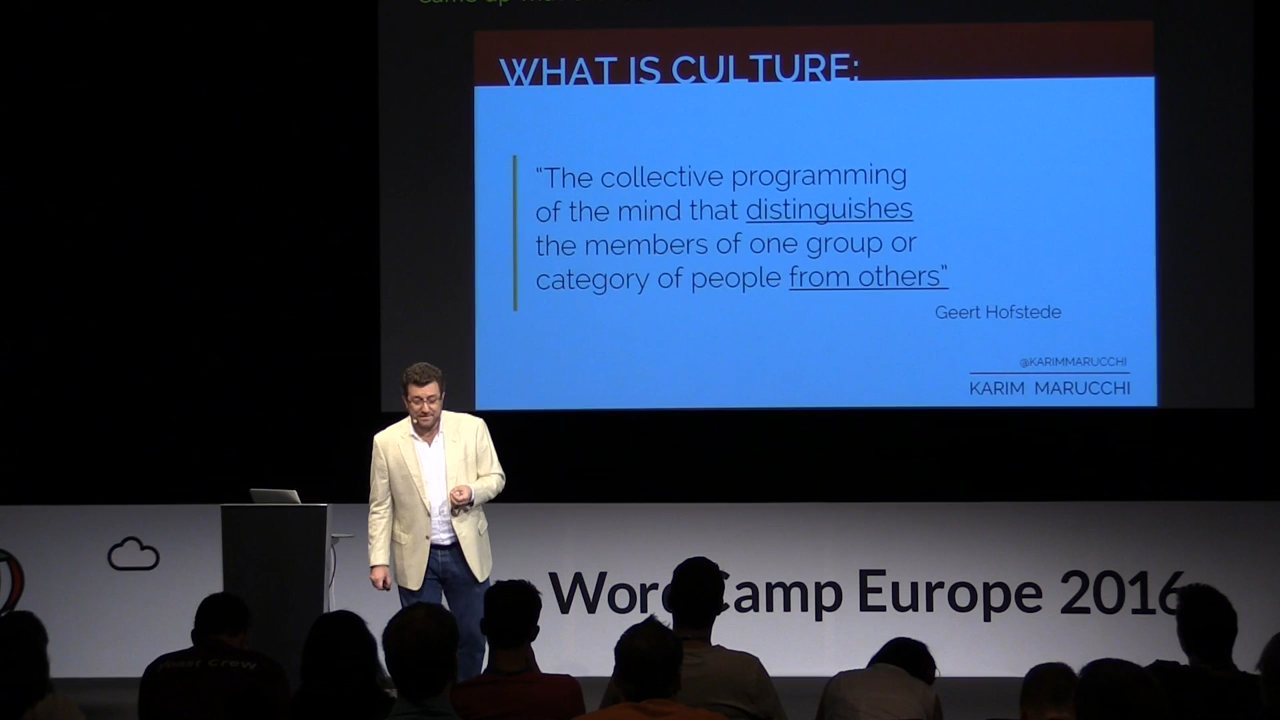 WHAT IS CULTURE:
“The collective programming
of the mind that distinguishes
the members of one group or
category of people from others”
Geert Hofstede
@KARIMMARUCCHI
KARIM MARUCCHI
WordCamp Europe 2016
Crew